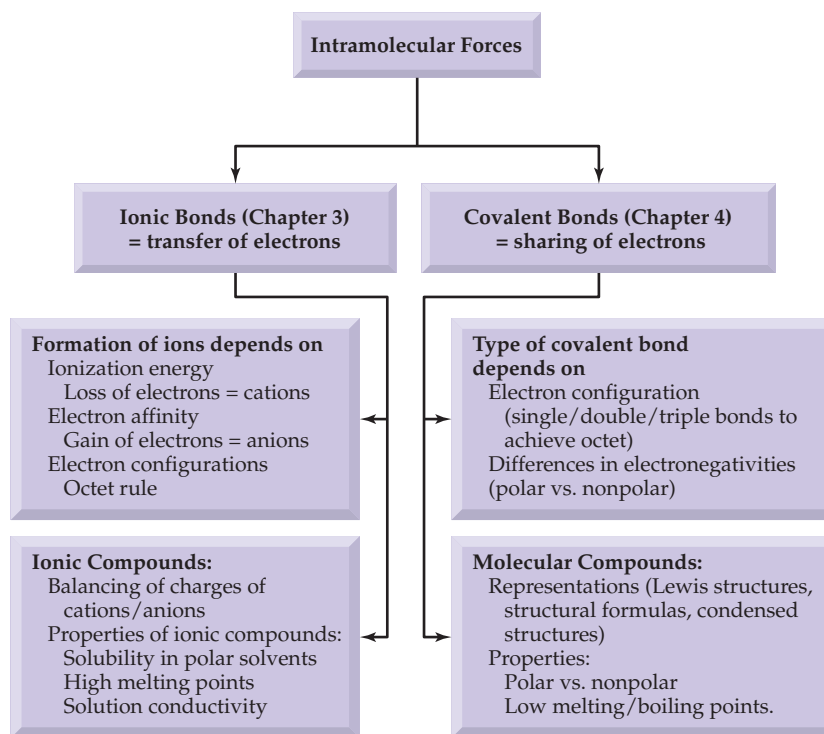 Intramolecular Forces
Ionic Bonds (Chapter 3)
= transfer of electrons
Covalent Bonds (Chapter 4)
= sharing of electrons
Formation of ions depends on
Ionization energy
Loss of electrons = cations
Electron affinity
Gain of electrons = anions
Electron configurations
Octet rule
Type of covalent bond
depends on
Electron configuration
(single/double/triple bonds to
achieve octet)
Differences in electronegativities
(polar vs. nonpolar)
Ionic Compounds:
Balancing of charges of
cations/anions
Properties of ionic compounds:
Solubility in polar solvents
High melting points
Solution conductivity
Molecular Compounds:
Representations (Lewis structures,
structural formulas, condensed
structures)
Properties:
Polar vs. nonpolar
Low melting/boiling points.